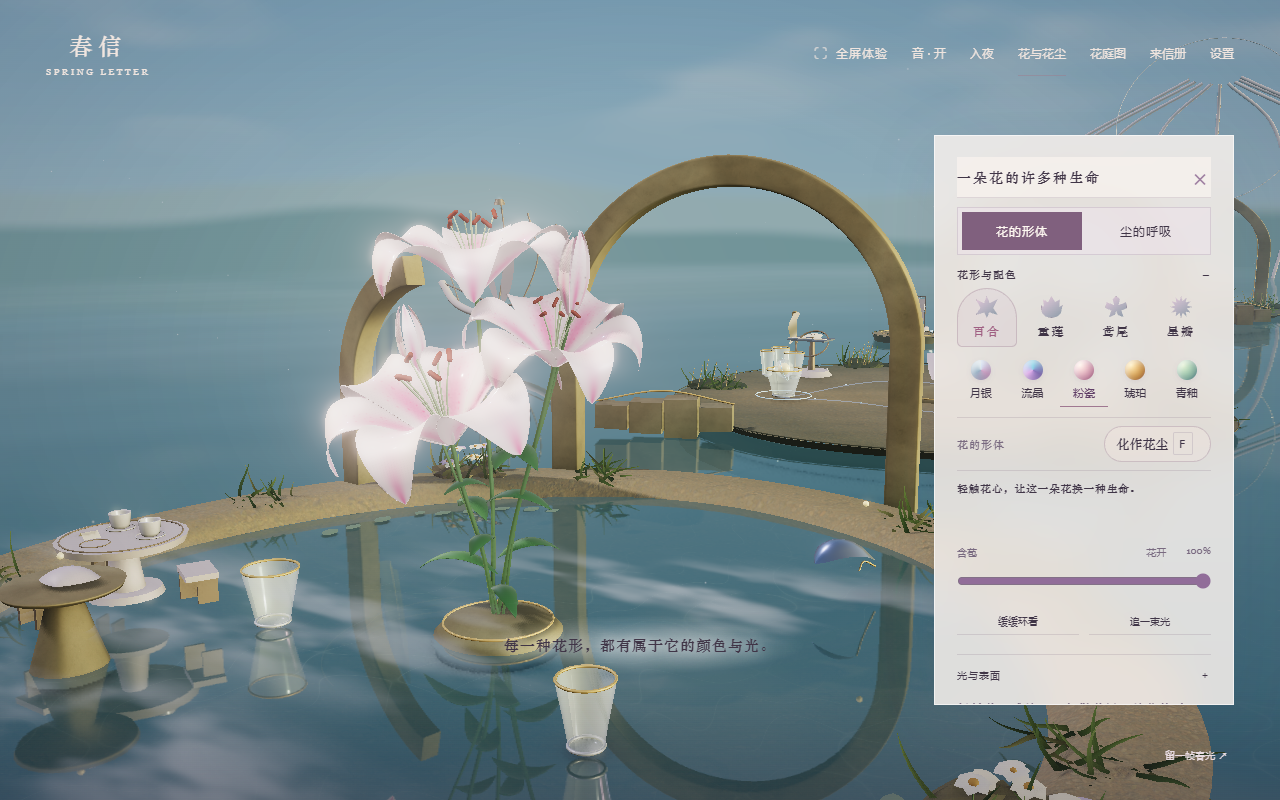 春信
SPRING LETTER
全屏体验 音·开 入夜 花与花尘 花庭图 来信册 设置
一朵花的许多种生命
花的形体 尘的呼吸
花形与配色
百合 重莲 鸢尾 星瓣
月银 流晶 粉瓷 琥珀 青釉
花的形体 化作花尘 F
轻触花心，让这一朵花换一种生命。
含苞 花开 100%
缓缓环看 追一束光
每一种花形，都有属于它的颜色与光。
光与表面 +
留一帧春光 ↗